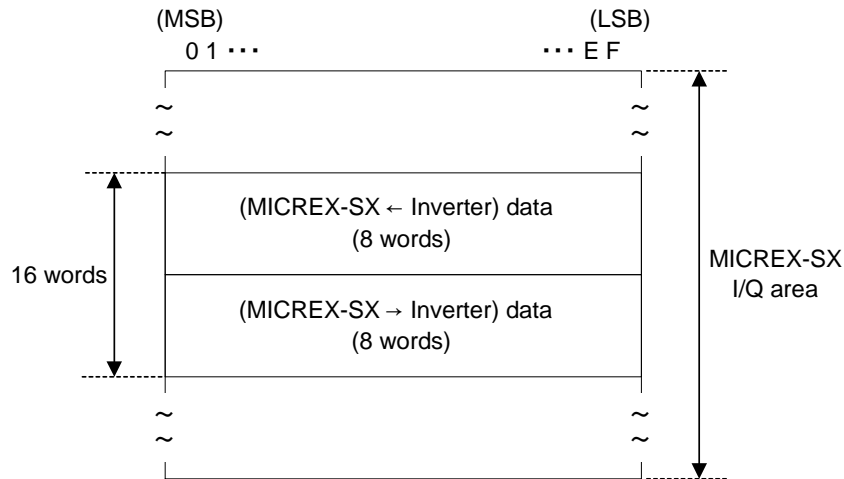 (MSB) (LSB)
0 1 ··· ··· E F
(MICREX-SX ← Inverter) data
(8 words)
16 words
(MICREX-SX → Inverter) data
(8 words)
MICREX-SX
I/Q area